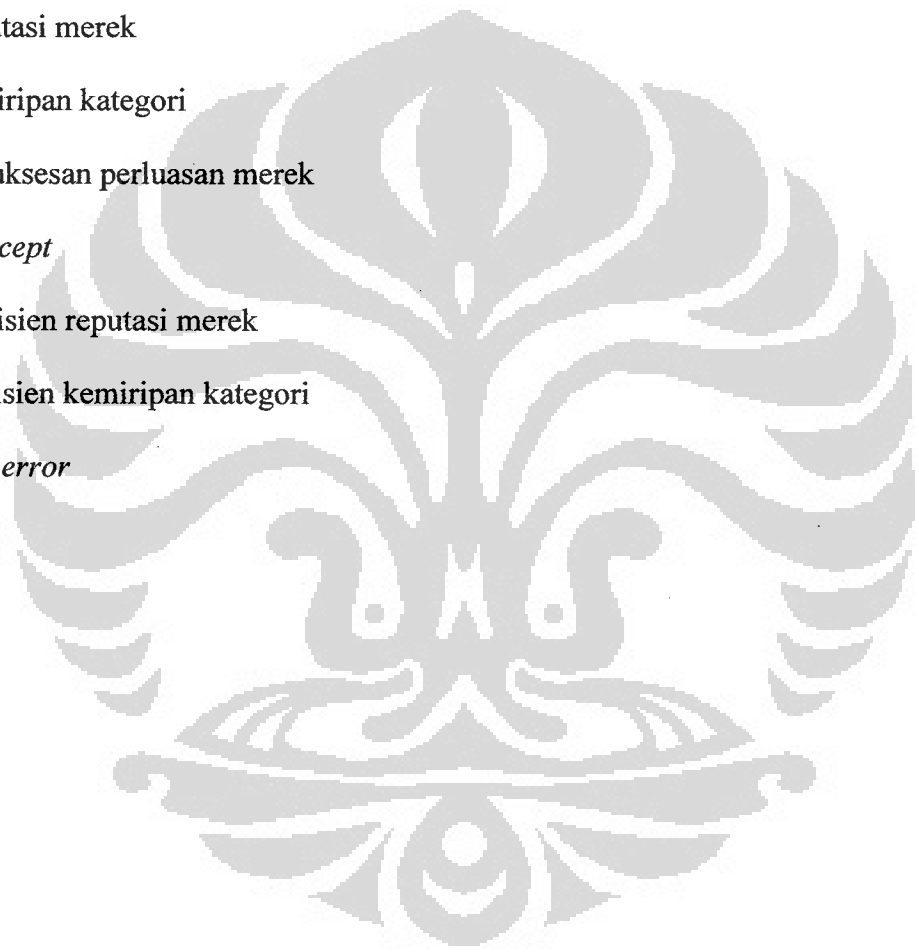 tasi merek
iripan kategori
ksesan perluasan merek
cept
isien reputasi merek
sien kemiripan kategori
error